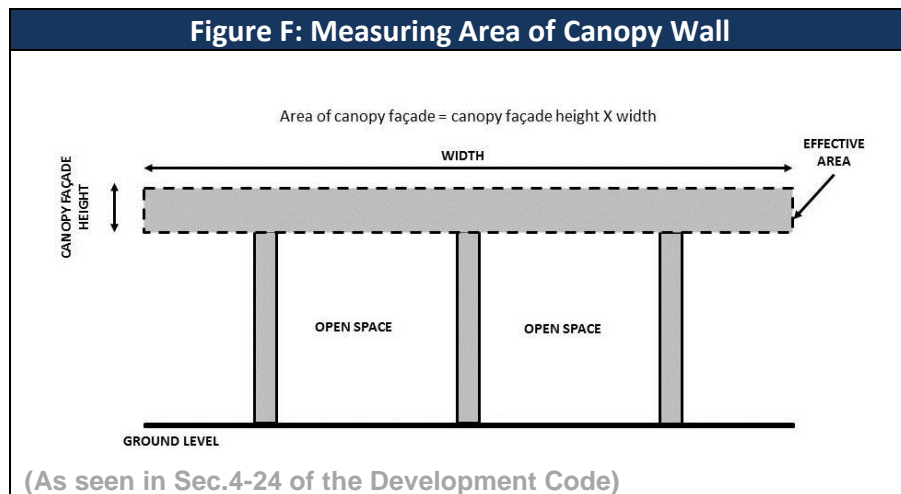 Figure F: Measuring Area of Canopy Wall
Area of canopy façade = canopy façade height X width
WIDTH
EFFECTIVE
AREA
CANOPY FAÇADE
HEIGHT
OPEN SPACE
OPEN SPACE
GROUND LEVEL
(As seen in Sec.4-24 of the Development Code)